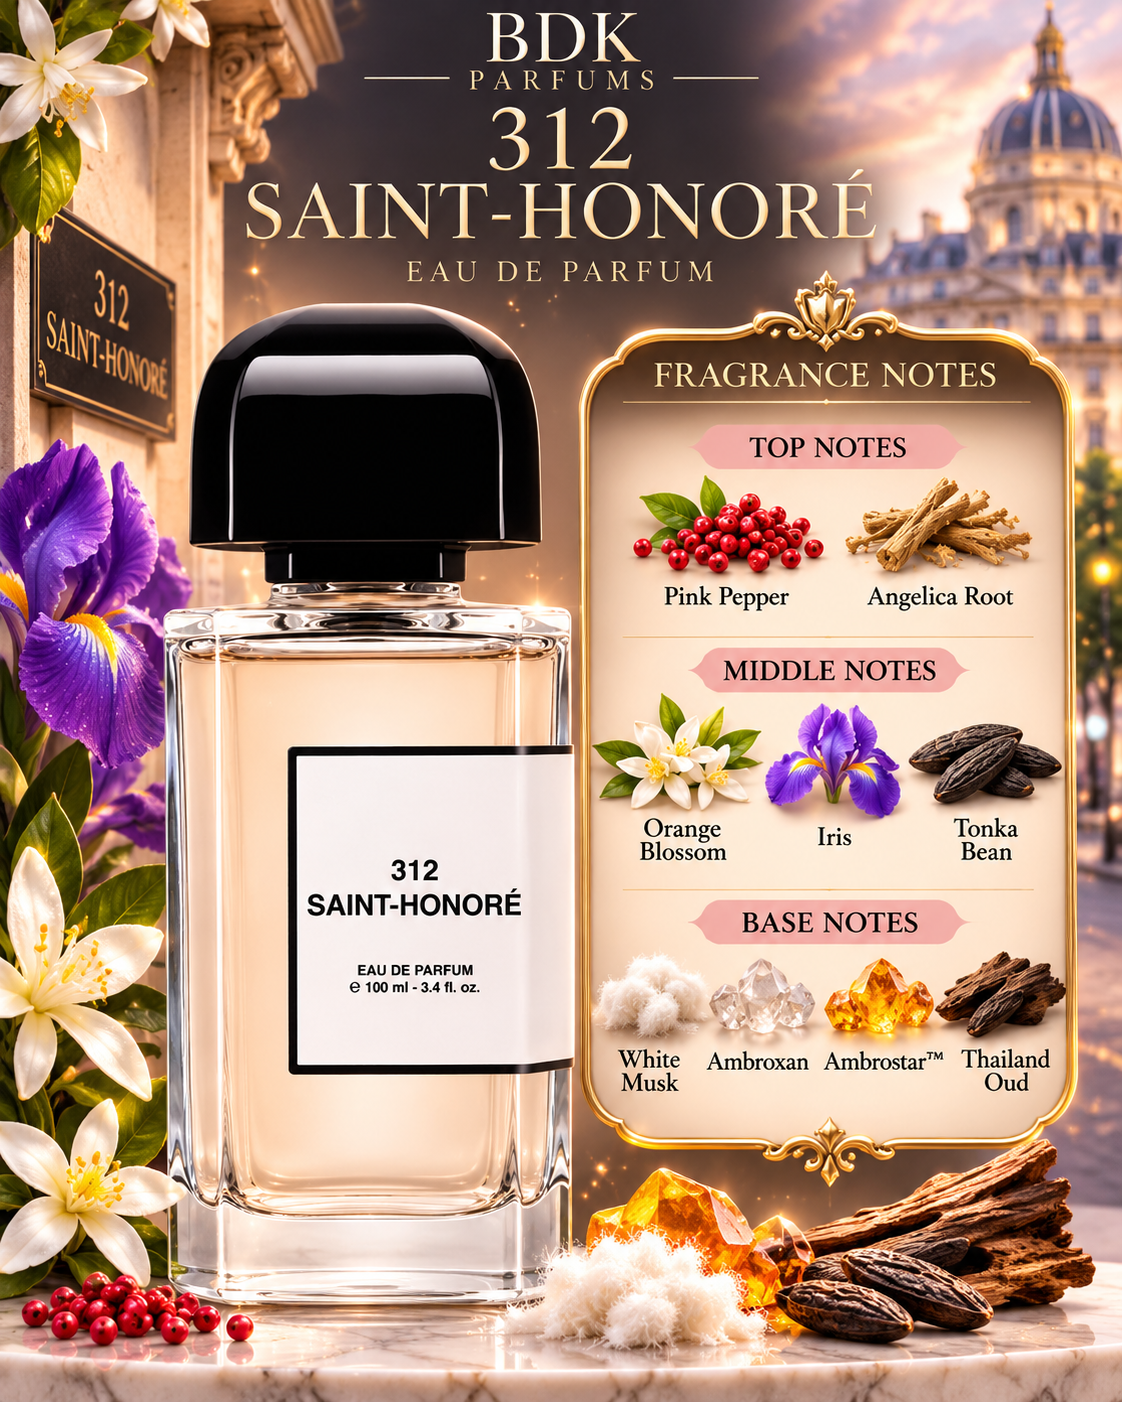 BDK
PARFUMS
312
SAINT-HONORÉ
EAU DE PARFUM
312
SAINT-HONORÉ
312
SAINT-HONORÉ
EAU DE PARFUM
℮ 100 ml - 3.4 fl. oz.
FRAGRANCE NOTES
TOP NOTES
Pink Pepper
Angelica Root
MIDDLE NOTES
Orange
Blossom
Iris
Tonka
Bean
BASE NOTES
White
Musk
Ambroxan
Ambrostar™
Thailand
Oud